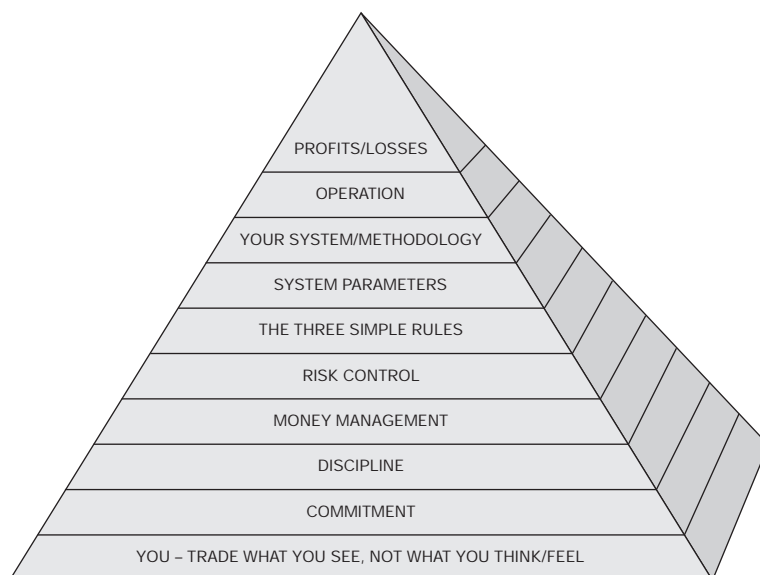 PROFITS/LOSSES
OPERATION
YOUR SYSTEM/METHODOLOGY
SYSTEM PARAMETERS
THE THREE SIMPLE RULES
RISK CONTROL
MONEY MANAGEMENT
DISCIPLINE
COMMITMENT
YOU – TRADE WHAT YOU SEE, NOT WHAT YOU THINK/FEEL